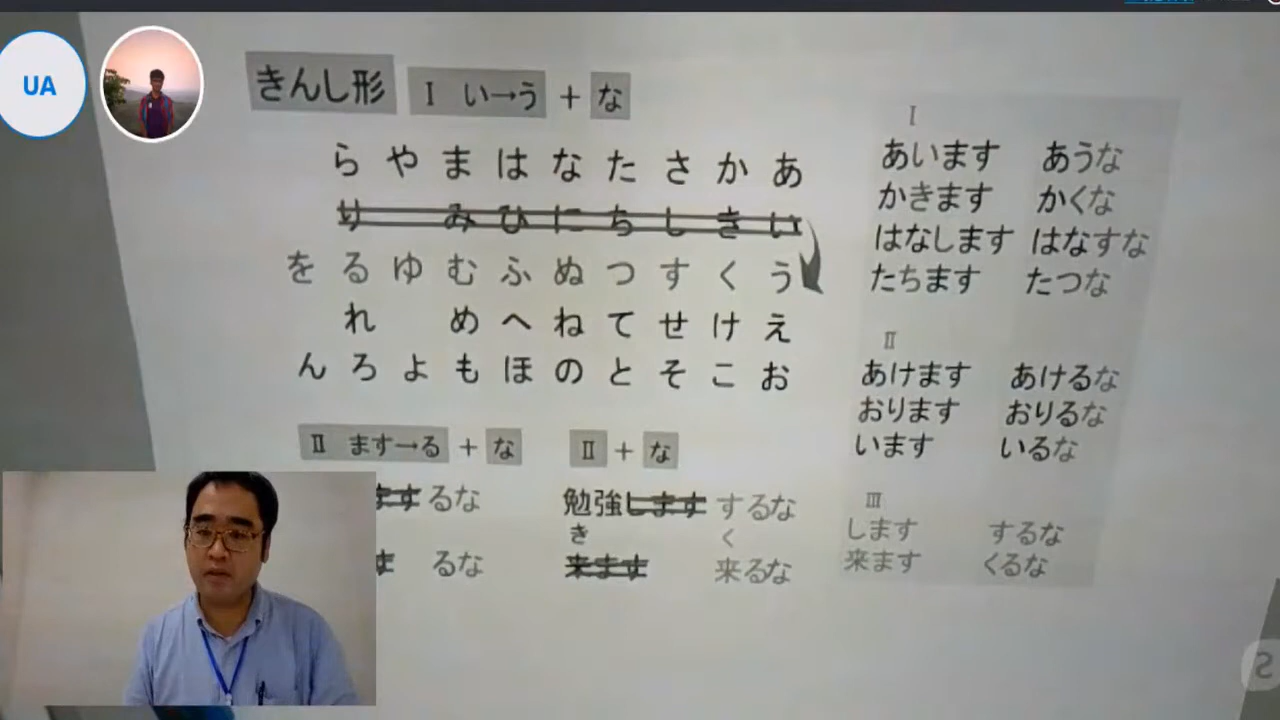 UA
きんし形 Ⅰ い→う + な
ら や ま は な た さ か あ
り み ひ に ち し き い
を る ゆ む ふ ぬ つ す く う
れ め へ ね て せ け え
ん ろ よ も ほ の と そ こ お
Ⅱ ます→る + な
ます るな
ま るな
Ⅱ + な
勉強します するな
き く
来ます 来るな
Ⅰ
あいます あうな
かきます かくな
はなします はなすな
たちます たつな
Ⅱ
あけます あけるな
おります おりるな
います いるな
Ⅲ
します するな
来ます くるな